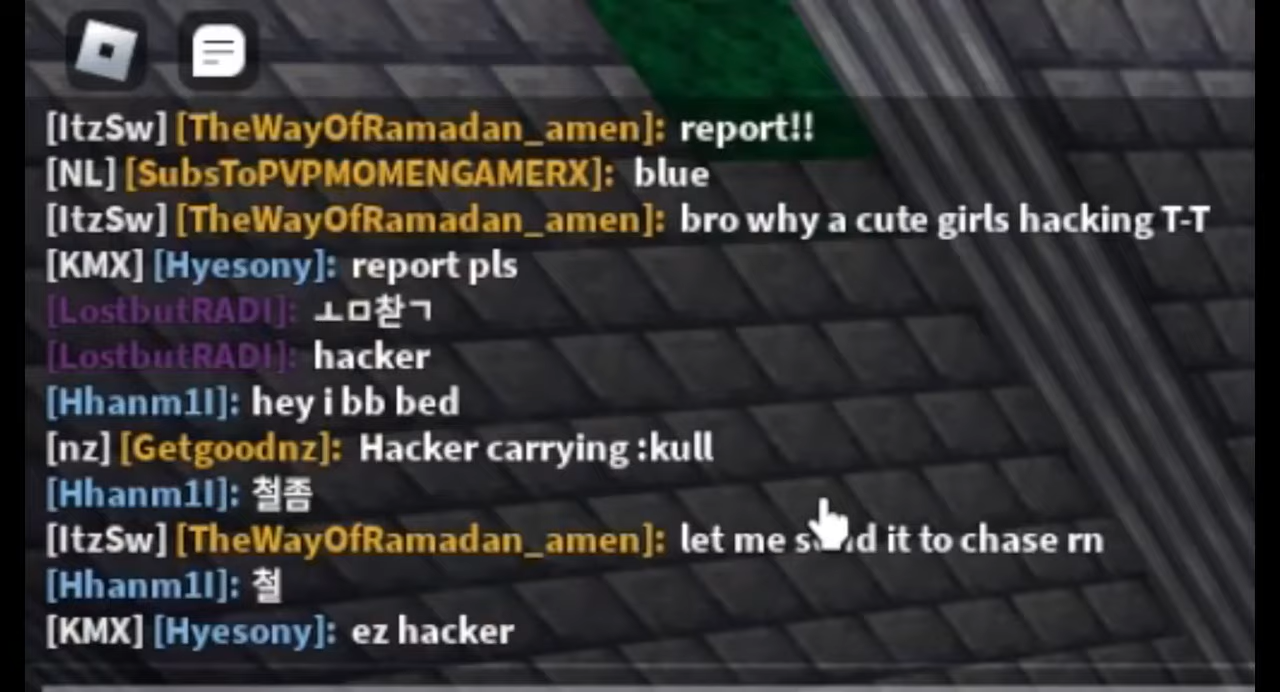 [ItzSw] [TheWayOfRamadan_amen]: report!!
[NL] [SubsToPVPMOMENGAMERX]: blue
[ItzSw] [TheWayOfRamadan_amen]: bro why a cute girls hacking T-T
[KMX] [Hyesony]: report pls
[LostbutRADI]: ㅗㅁ찯ㄱ
[LostbutRADI]: hacker
[Hhanm1I]: hey i bb bed
[nz] [Getgoodnz]: Hacker carrying :kull
[Hhanm1I]: 철좀
[ItzSw] [TheWayOfRamadan_amen]: let me it to chase rn
[Hhanm1I]: 철
[KMX] [Hyesony]: ez hacker